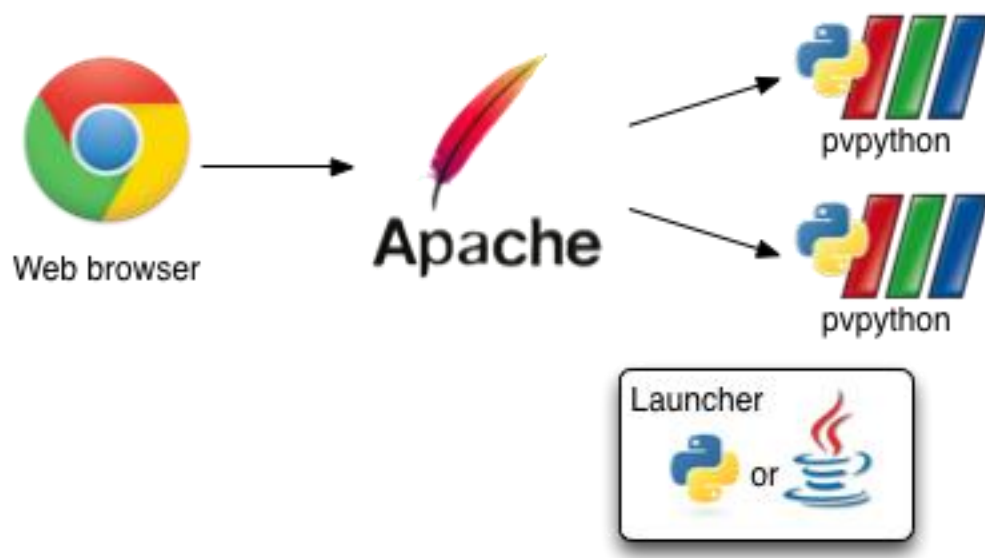 pvpython
Apache
Web browser
pvpython
Launcher
or